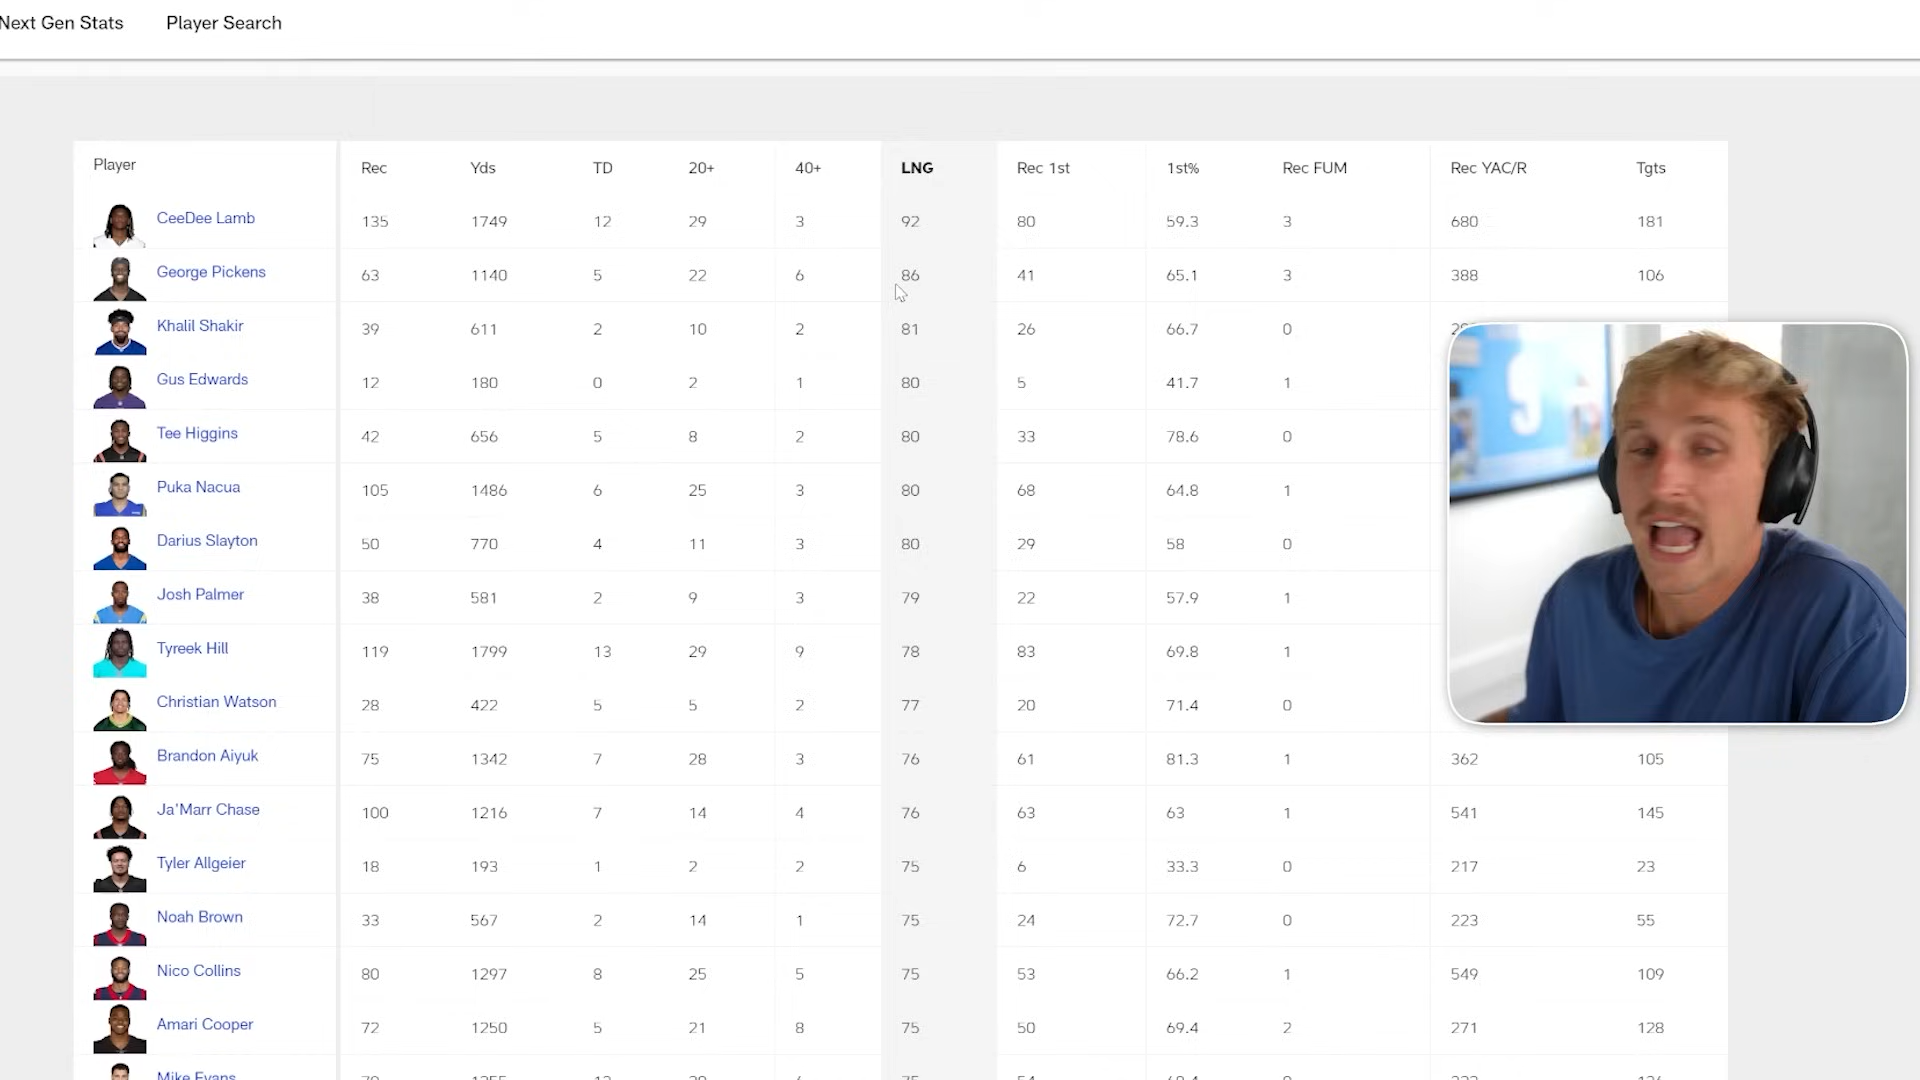 Next Gen Stats Player Search
Player Rec Yds TD 20+ 40+ LNG Rec 1st 1st% Rec FUM Rec YAC/R Tgts
CeeDee Lamb 135 1749 12 29 3 92 80 59.3 3 680 181
George Pickens 63 1140 5 22 6 86 41 65.1 3 388 106
Khalil Shakir 39 611 2 10 2 81 26 66.7 0
Gus Edwards 12 180 0 2 1 80 5 41.7 1
Tee Higgins 42 656 5 8 2 80 33 78.6 0
Puka Nacua 105 1486 6 25 3 80 68 64.8 1
Darius Slayton 50 770 4 11 3 80 29 58 0
Josh Palmer 38 581 2 9 3 79 22 57.9 1
Tyreek Hill 119 1799 13 29 9 78 83 69.8 1
Christian Watson 28 422 5 5 2 77 20 71.4 0
Brandon Aiyuk 75 1342 7 28 3 76 61 81.3 1 362 105
Ja'Marr Chase 100 1216 7 14 4 76 63 63 1 541 145
Tyler Allgeier 18 193 1 2 2 75 6 33.3 0 217 23
Noah Brown 33 567 2 14 1 75 24 72.7 0 223 55
Nico Collins 80 1297 8 25 5 75 53 66.2 1 549 109
Amari Cooper 72 1250 5 21 8 75 50 69.4 2 271 128
Mike Evans